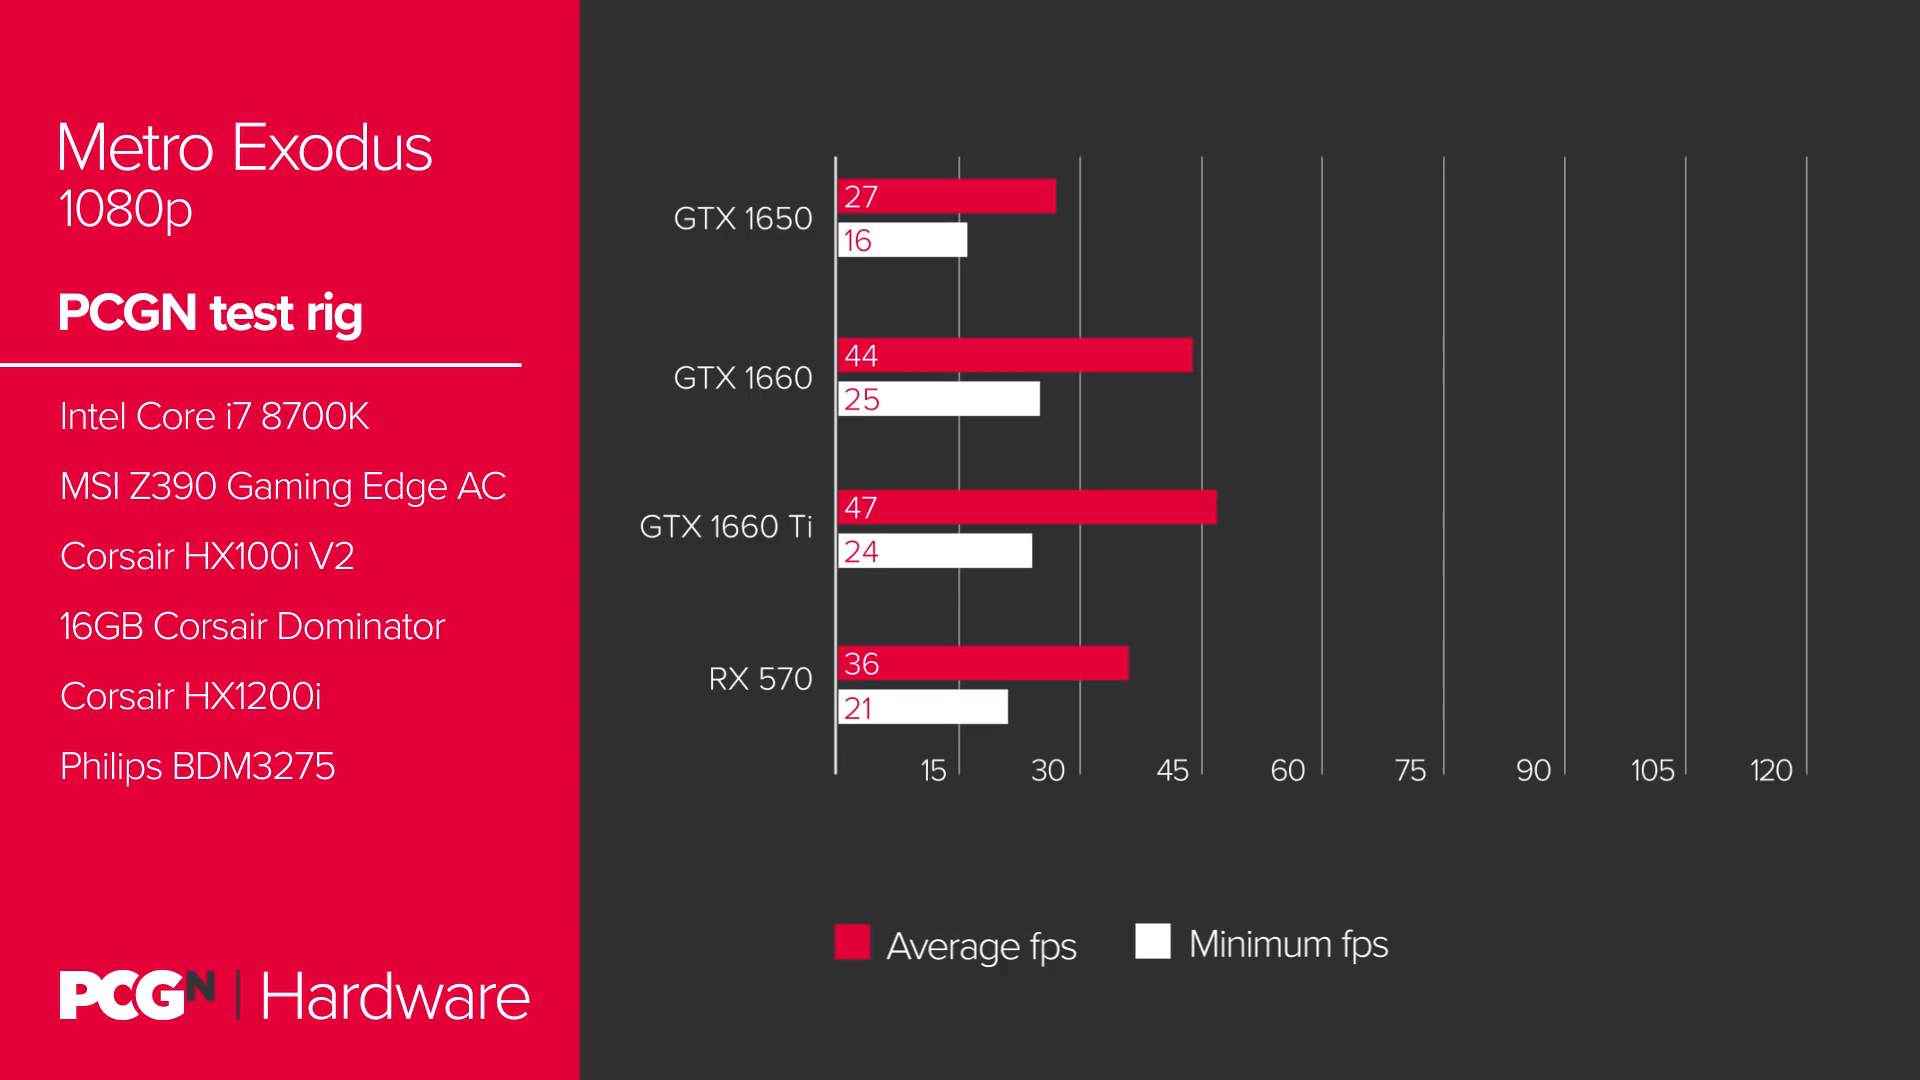 Metro Exodus
1080p
PCGN test rig
Intel Core i7 8700K
MSI Z390 Gaming Edge AC
Corsair HX100i V2
16GB Corsair Dominator
Corsair HX1200i
Philips BDM3275
PCGN | Hardware
GTX 1650
27
16
GTX 1660
44
25
GTX 1660 Ti
47
24
RX 570
36
21
15 30 45 60 75 90 105 120
Average fps Minimum fps